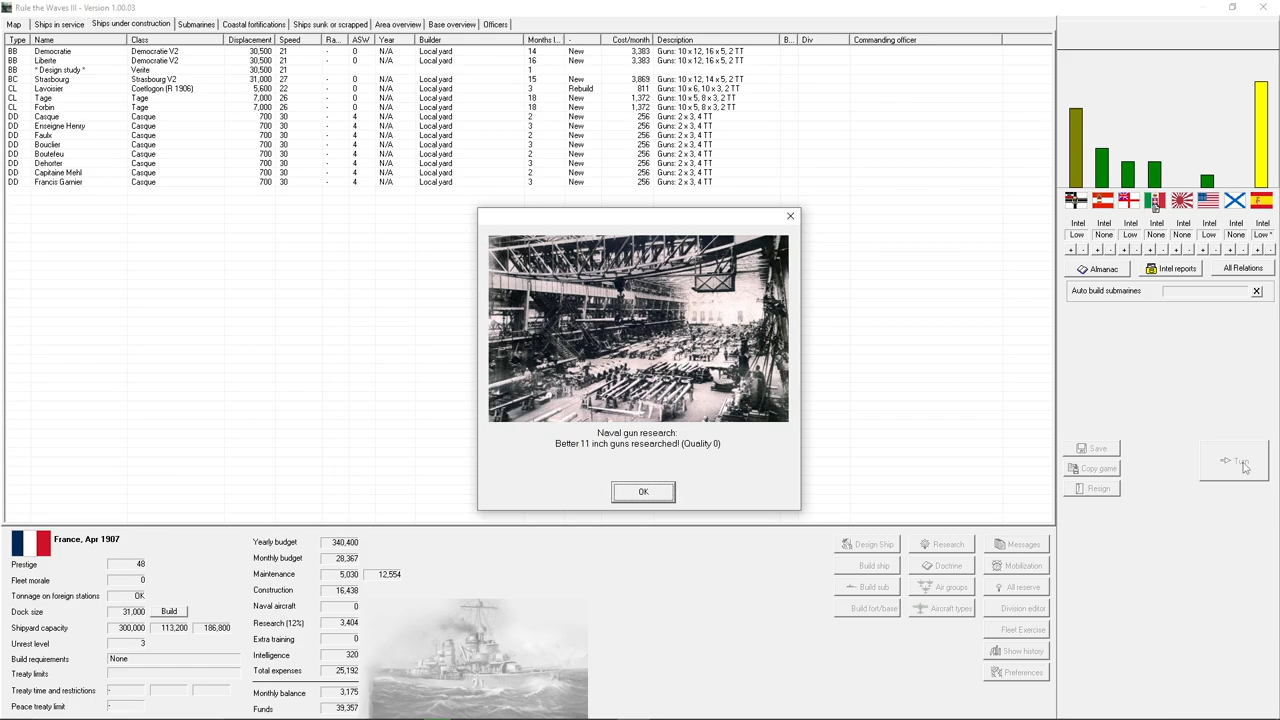 Rule the Waves III - Version 1.00.03
Map Ships in service Ships under construction Submarines Coastal fortifications Ships sunk or scrapped Area overview Base overview Officers
Type Name Class Displacement Speed Ra... ASW Year Builder Months l... - Cost/month Description B... Div Commanding officer
BB Democratie Democratie V2 30,500 21 - 0 N/A Local yard 14 New 3,383 Guns: 10 x 12, 16 x 5, 2 TT
BB Liberte Democratie V2 30,500 21 - 0 N/A Local yard 16 New 3,383 Guns: 10 x 12, 16 x 5, 2 TT
BB * Design study * Verite 30,500 21 1
BC Strasbourg Strasbourg V2 31,000 27 - 0 N/A Local yard 15 New 3,869 Guns: 10 x 12, 14 x 5, 2 TT
CL Lavoisier Coetlogon (R 1906) 5,600 22 - 0 N/A Local yard 3 Rebuild 811 Guns: 10 x 6, 10 x 3, 2 TT
CL Tage Tage 7,000 26 - 0 N/A Local yard 18 New 1,372 Guns: 10 x 5, 8 x 3, 2 TT
CL Forbin Tage 7,000 26 - 0 N/A Local yard 18 New 1,372 Guns: 10 x 5, 8 x 3, 2 TT
DD Casque Casque 700 30 - 4 N/A Local yard 2 New 256 Guns: 2 x 3, 4 TT
DD Enseigne Henry Casque 700 30 - 4 N/A Local yard 3 New 256 Guns: 2 x 3, 4 TT
DD Faulx Casque 700 30 - 4 N/A Local yard 2 New 256 Guns: 2 x 3, 4 TT
DD Bouclier Casque 700 30 - 4 N/A Local yard 3 New 256 Guns: 2 x 3, 4 TT
DD Boutefeu Casque 700 30 - 4 N/A Local yard 2 New 256 Guns: 2 x 3, 4 TT
DD Dehorter Casque 700 30 - 4 N/A Local yard 3 New 256 Guns: 2 x 3, 4 TT
DD Capitaine Mehl Casque 700 30 - 4 N/A Local yard 2 New 256 Guns: 2 x 3, 4 TT
DD Francis Garnier Casque 700 30 - 4 N/A Local yard 3 New 256 Guns: 2 x 3, 4 TT
Intel Intel Intel Intel Intel Intel Intel Intel
Low None Low None None Low None Low *
+ - + - + - + - + - + - + - + -
Almanac Intel reports All Relations
Auto build submarines
Naval gun research:
Better 11 inch guns researched! (Quality 0)
OK
Save
Copy game
Resign
Turn
France, Apr 1907
Prestige 48
Fleet morale 0
Tonnage on foreign stations OK
Dock size 31,000 Build
Shipyard capacity 300,000 113,200 186,800
Unrest level 3
Build requirements None
Treaty limits
Treaty time and restrictions -
Peace treaty limit -
Yearly budget 340,400
Monthly budget 28,367
Maintenance 5,030 12,554
Construction 16,438
Naval aircraft 0
Research (12%) 3,404
Extra training 0
Intelligence 320
Total expenses 25,192
Monthly balance 3,175
Funds 39,357
Design Ship Research Messages
Build ship Doctrine Mobilization
Build sub Air groups All reserve
Build fort/base Aircraft types Division editor
Fleet Exercise
Show history
Preferences